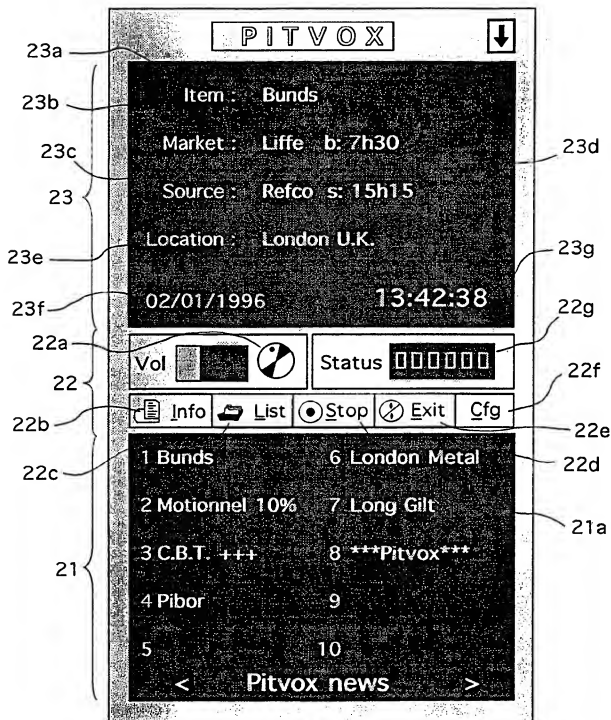 PITVOX
23a
23b
Item : Bunds
23c
Market : Liffe b: 7h30
23d
23
Source : Refco s: 15h15
23e
Location : London U.K.
23g
23f
02/01/1996 13:42:38
22a
22g
Vol
Status 000000
22
22f
22b
Info List Stop Exit Cfg
22e
22c
1 Bunds 6 London Metal
22d
2 Motionnel 10% 7 Long Gilt
21a
21
3 C.B.T. +++ 8 ***Pitvox***
4 Pibor 9
5 10
< Pitvox news >